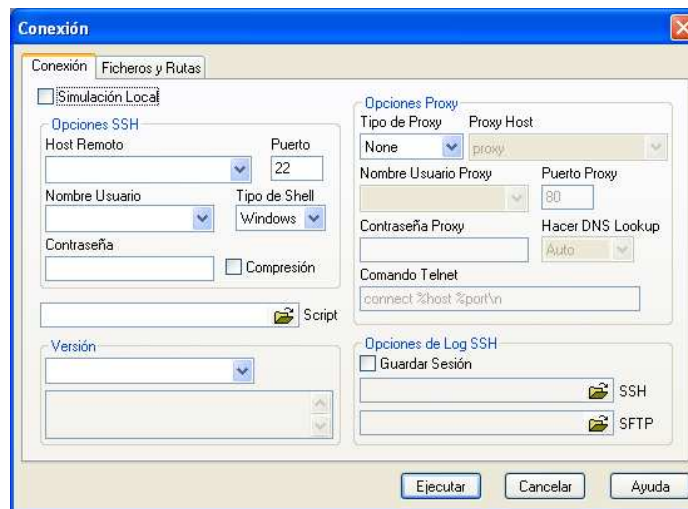 Conexión
Conexión Ficheros y Rutas
Simulación Local
Opciones SSH
Host Remoto Puerto
22
Nombre Usuario Tipo de Shell
Windows
Contraseña
Compresión
Script
Versión
Opciones Proxy
Tipo de Proxy Proxy Host
None proxy
Nombre Usuario Proxy Puerto Proxy
80
Contraseña Proxy Hacer DNS Lookup
Auto
Comando Telnet
connect %host %port\n
Opciones de Log SSH
Guardar Sesión
SSH
SFTP
Ejecutar Cancelar Ayuda